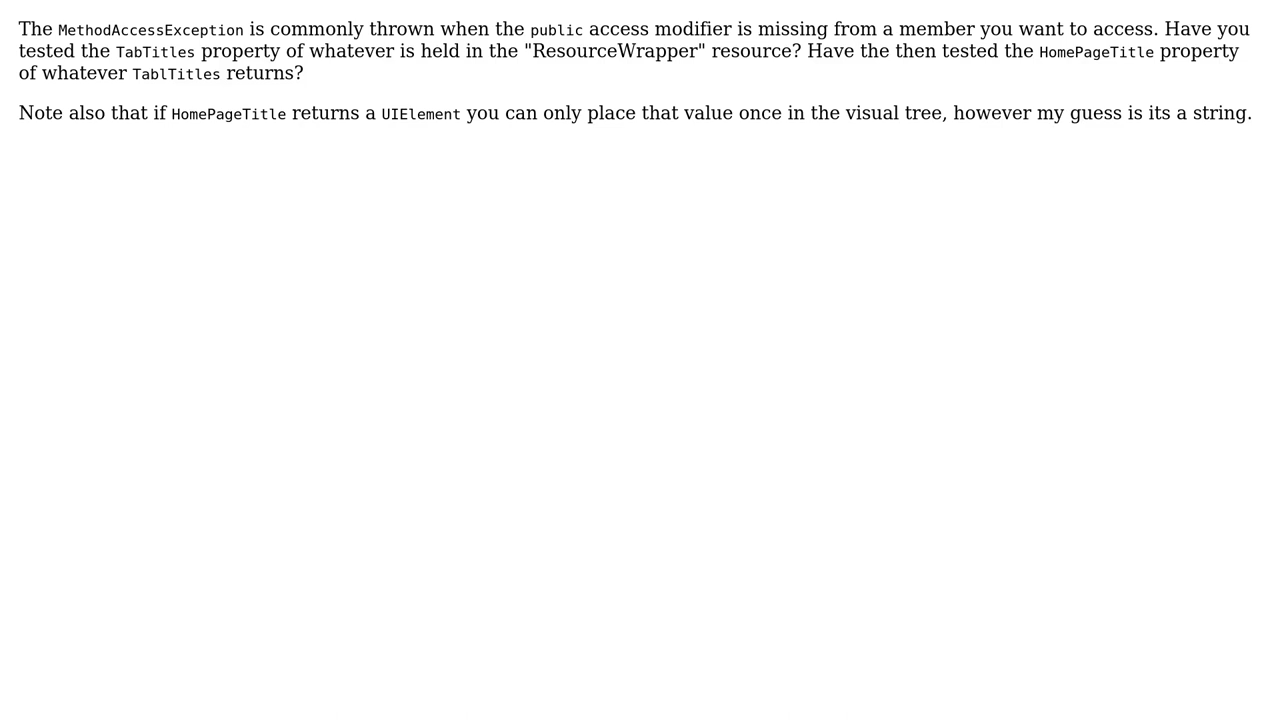 The MethodAccessException is commonly thrown when the public access modifier is missing from a member you want to access. Have you
tested the TabTitles property of whatever is held in the "ResourceWrapper" resource? Have the then tested the HomePageTitle property
of whatever TablTitles returns?
Note also that if HomePageTitle returns a UIElement you can only place that value once in the visual tree, however my guess is its a string.